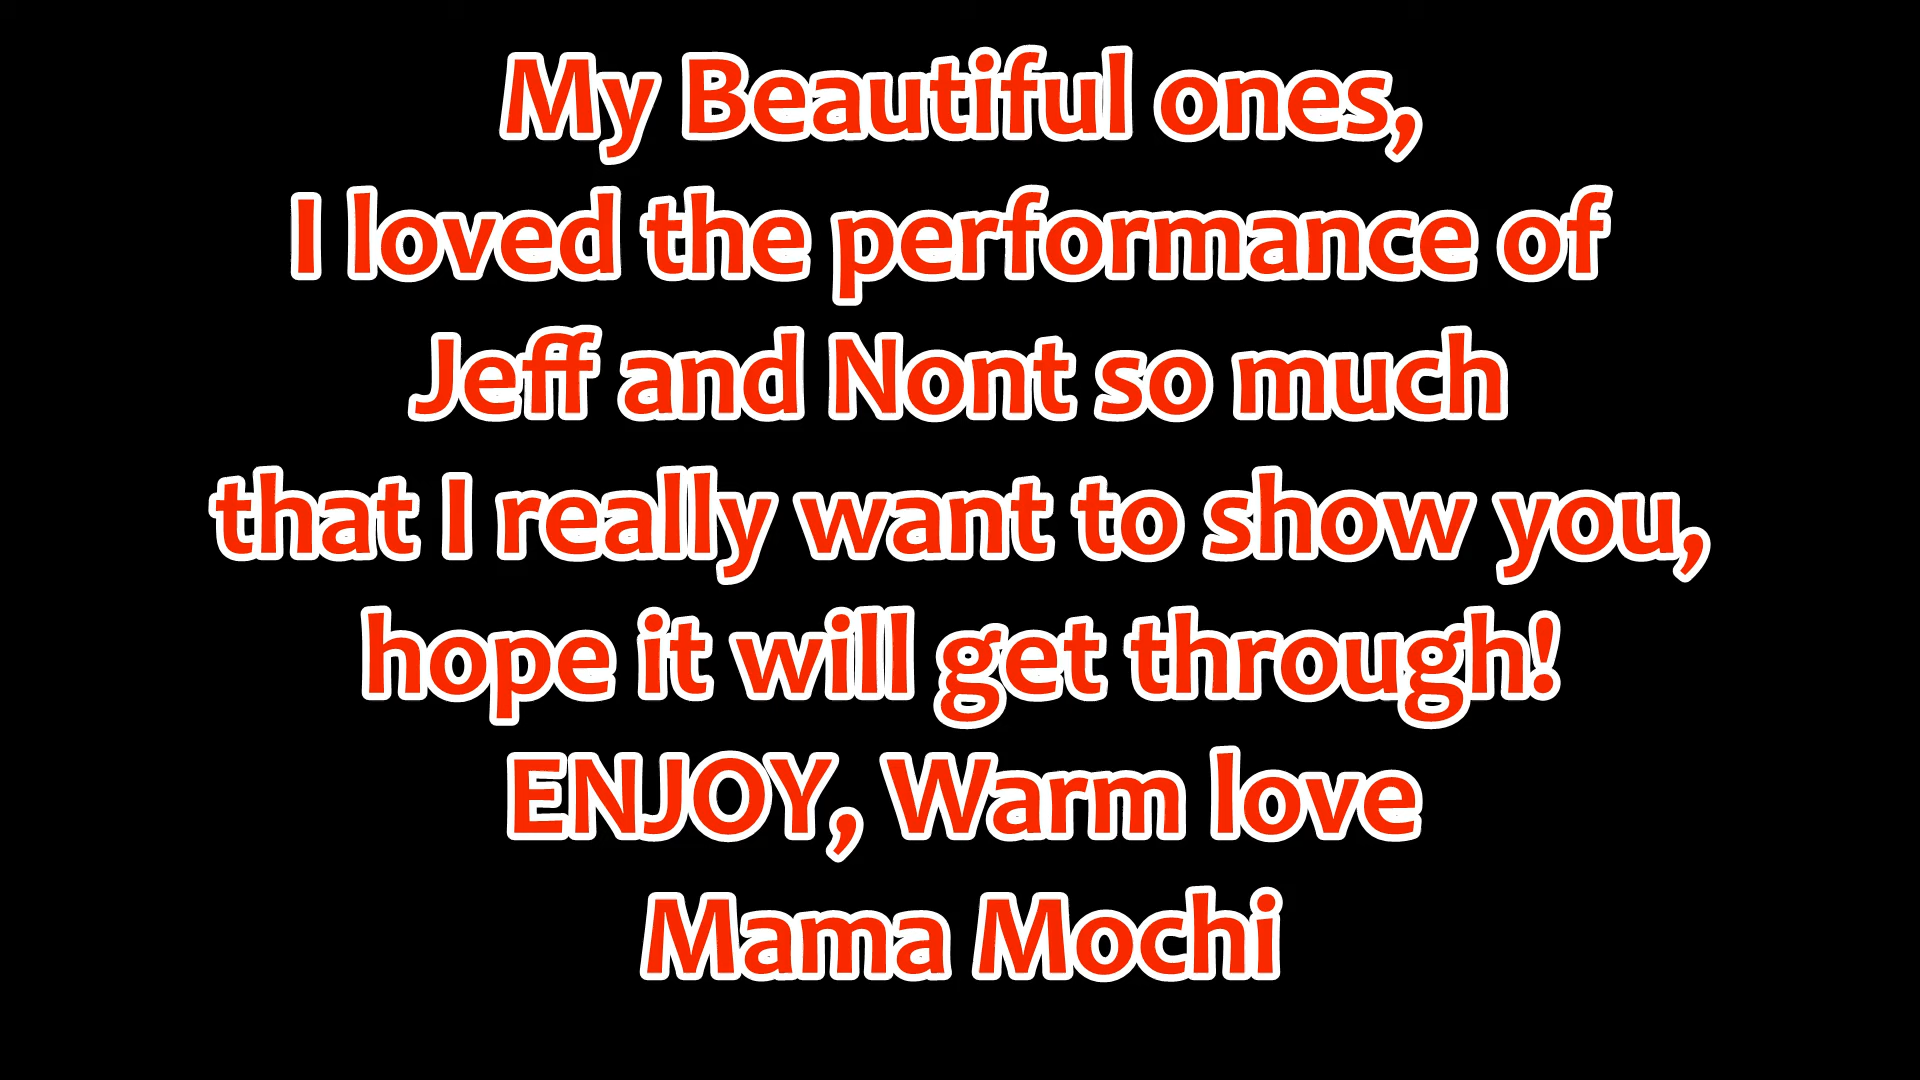 My Beautiful ones,
I loved the performance of
Jeff and Nont so much
that I really want to show you,
hope it will get through!
ENJOY, Warm love
Mama Mochi